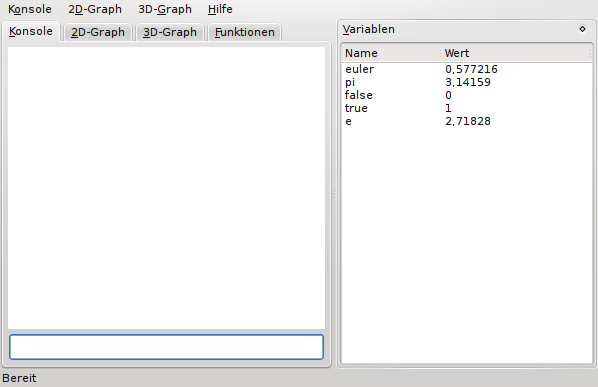 Konsole 2D-Graph 3D-Graph Hilfe
Konsole 2D-Graph 3D-Graph Funktionen
Variablen
Name Wert
euler 0,577216
pi 3,14159
false 0
true 1
e 2,71828
Bereit